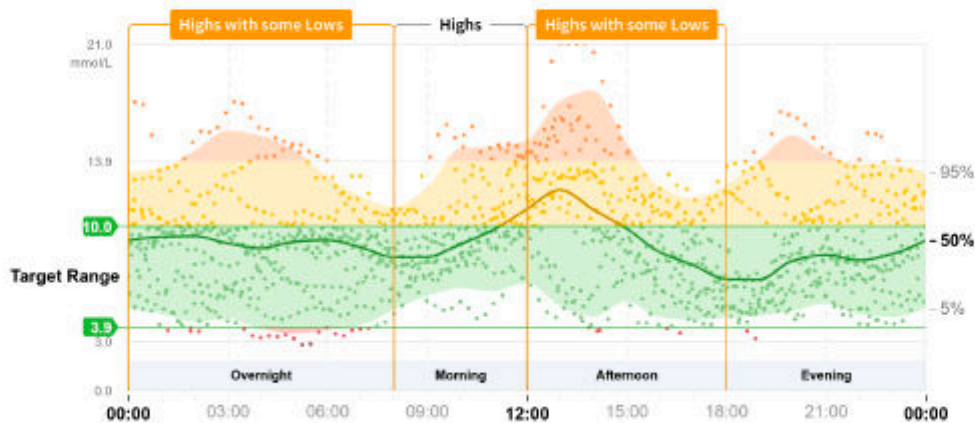 Highs with some Lows
Highs
Highs with some Lows
21.0
mmol/L
13.9
95%
10.0
50%
Target Range
5%
3.9
3.0
Overnight
Morning
Afternoon
Evening
0.0
00:00
03:00
06:00
09:00
12:00
15:00
18:00
21:00
00:00